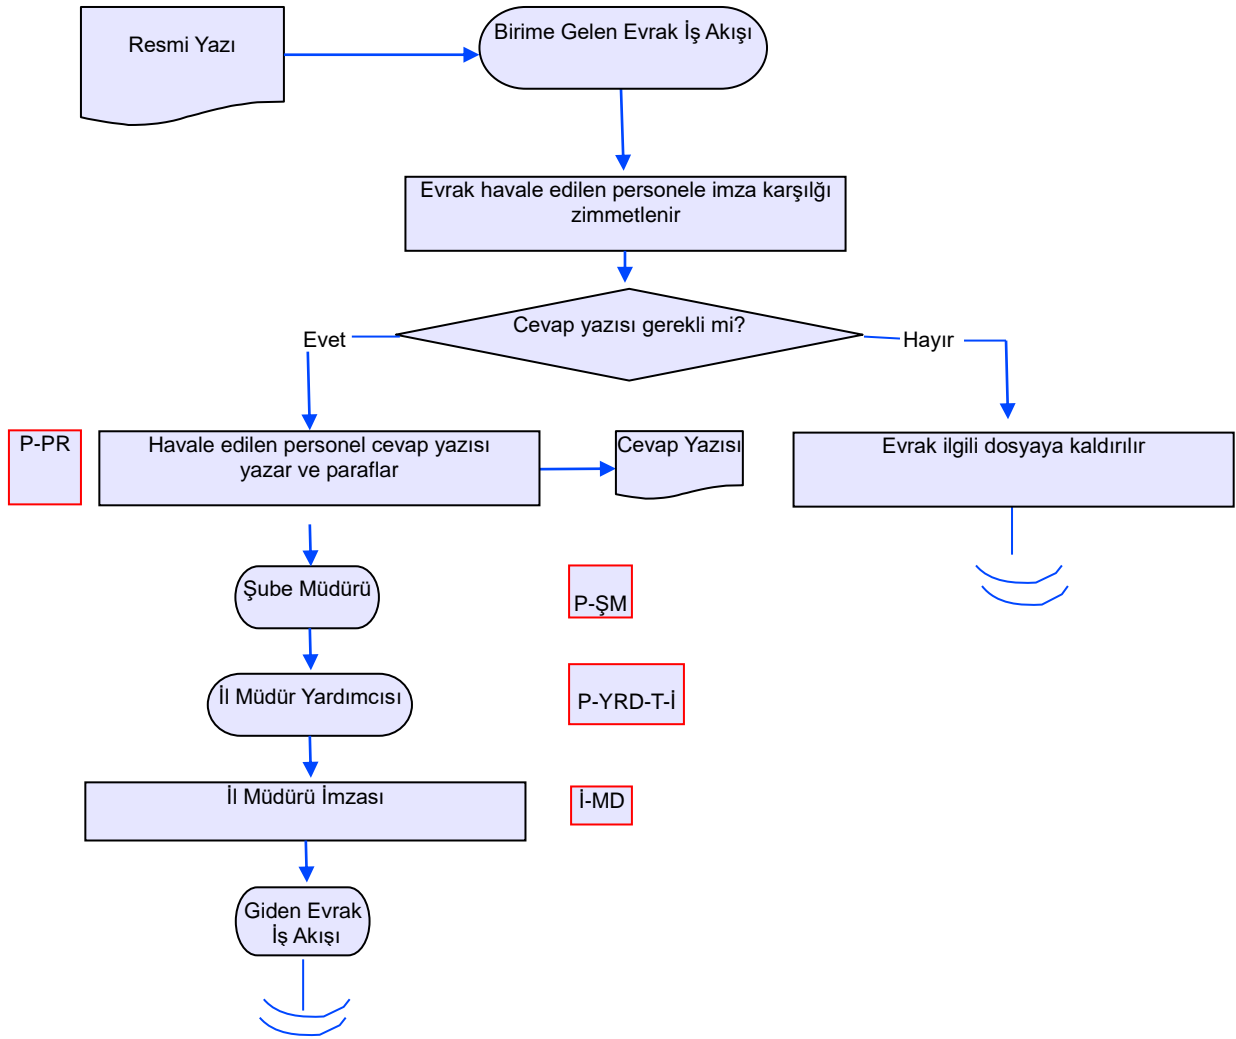 Resmi Yazı
Birime Gelen Evrak İş Akışı
Evrak havale edilen personele imza karşılğı
zimmetlenir
Cevap yazısı gerekli mi?
Evet
Hayır
P-PR
Havale edilen personel cevap yazısı
yazar ve paraflar
Cevap Yazısı
Evrak ilgili dosyaya kaldırılır
Şube Müdürü
P-ŞM
İl Müdür Yardımcısı
P-YRD-T-İ
İl Müdürü İmzası
İ-MD
Giden Evrak
İş Akışı